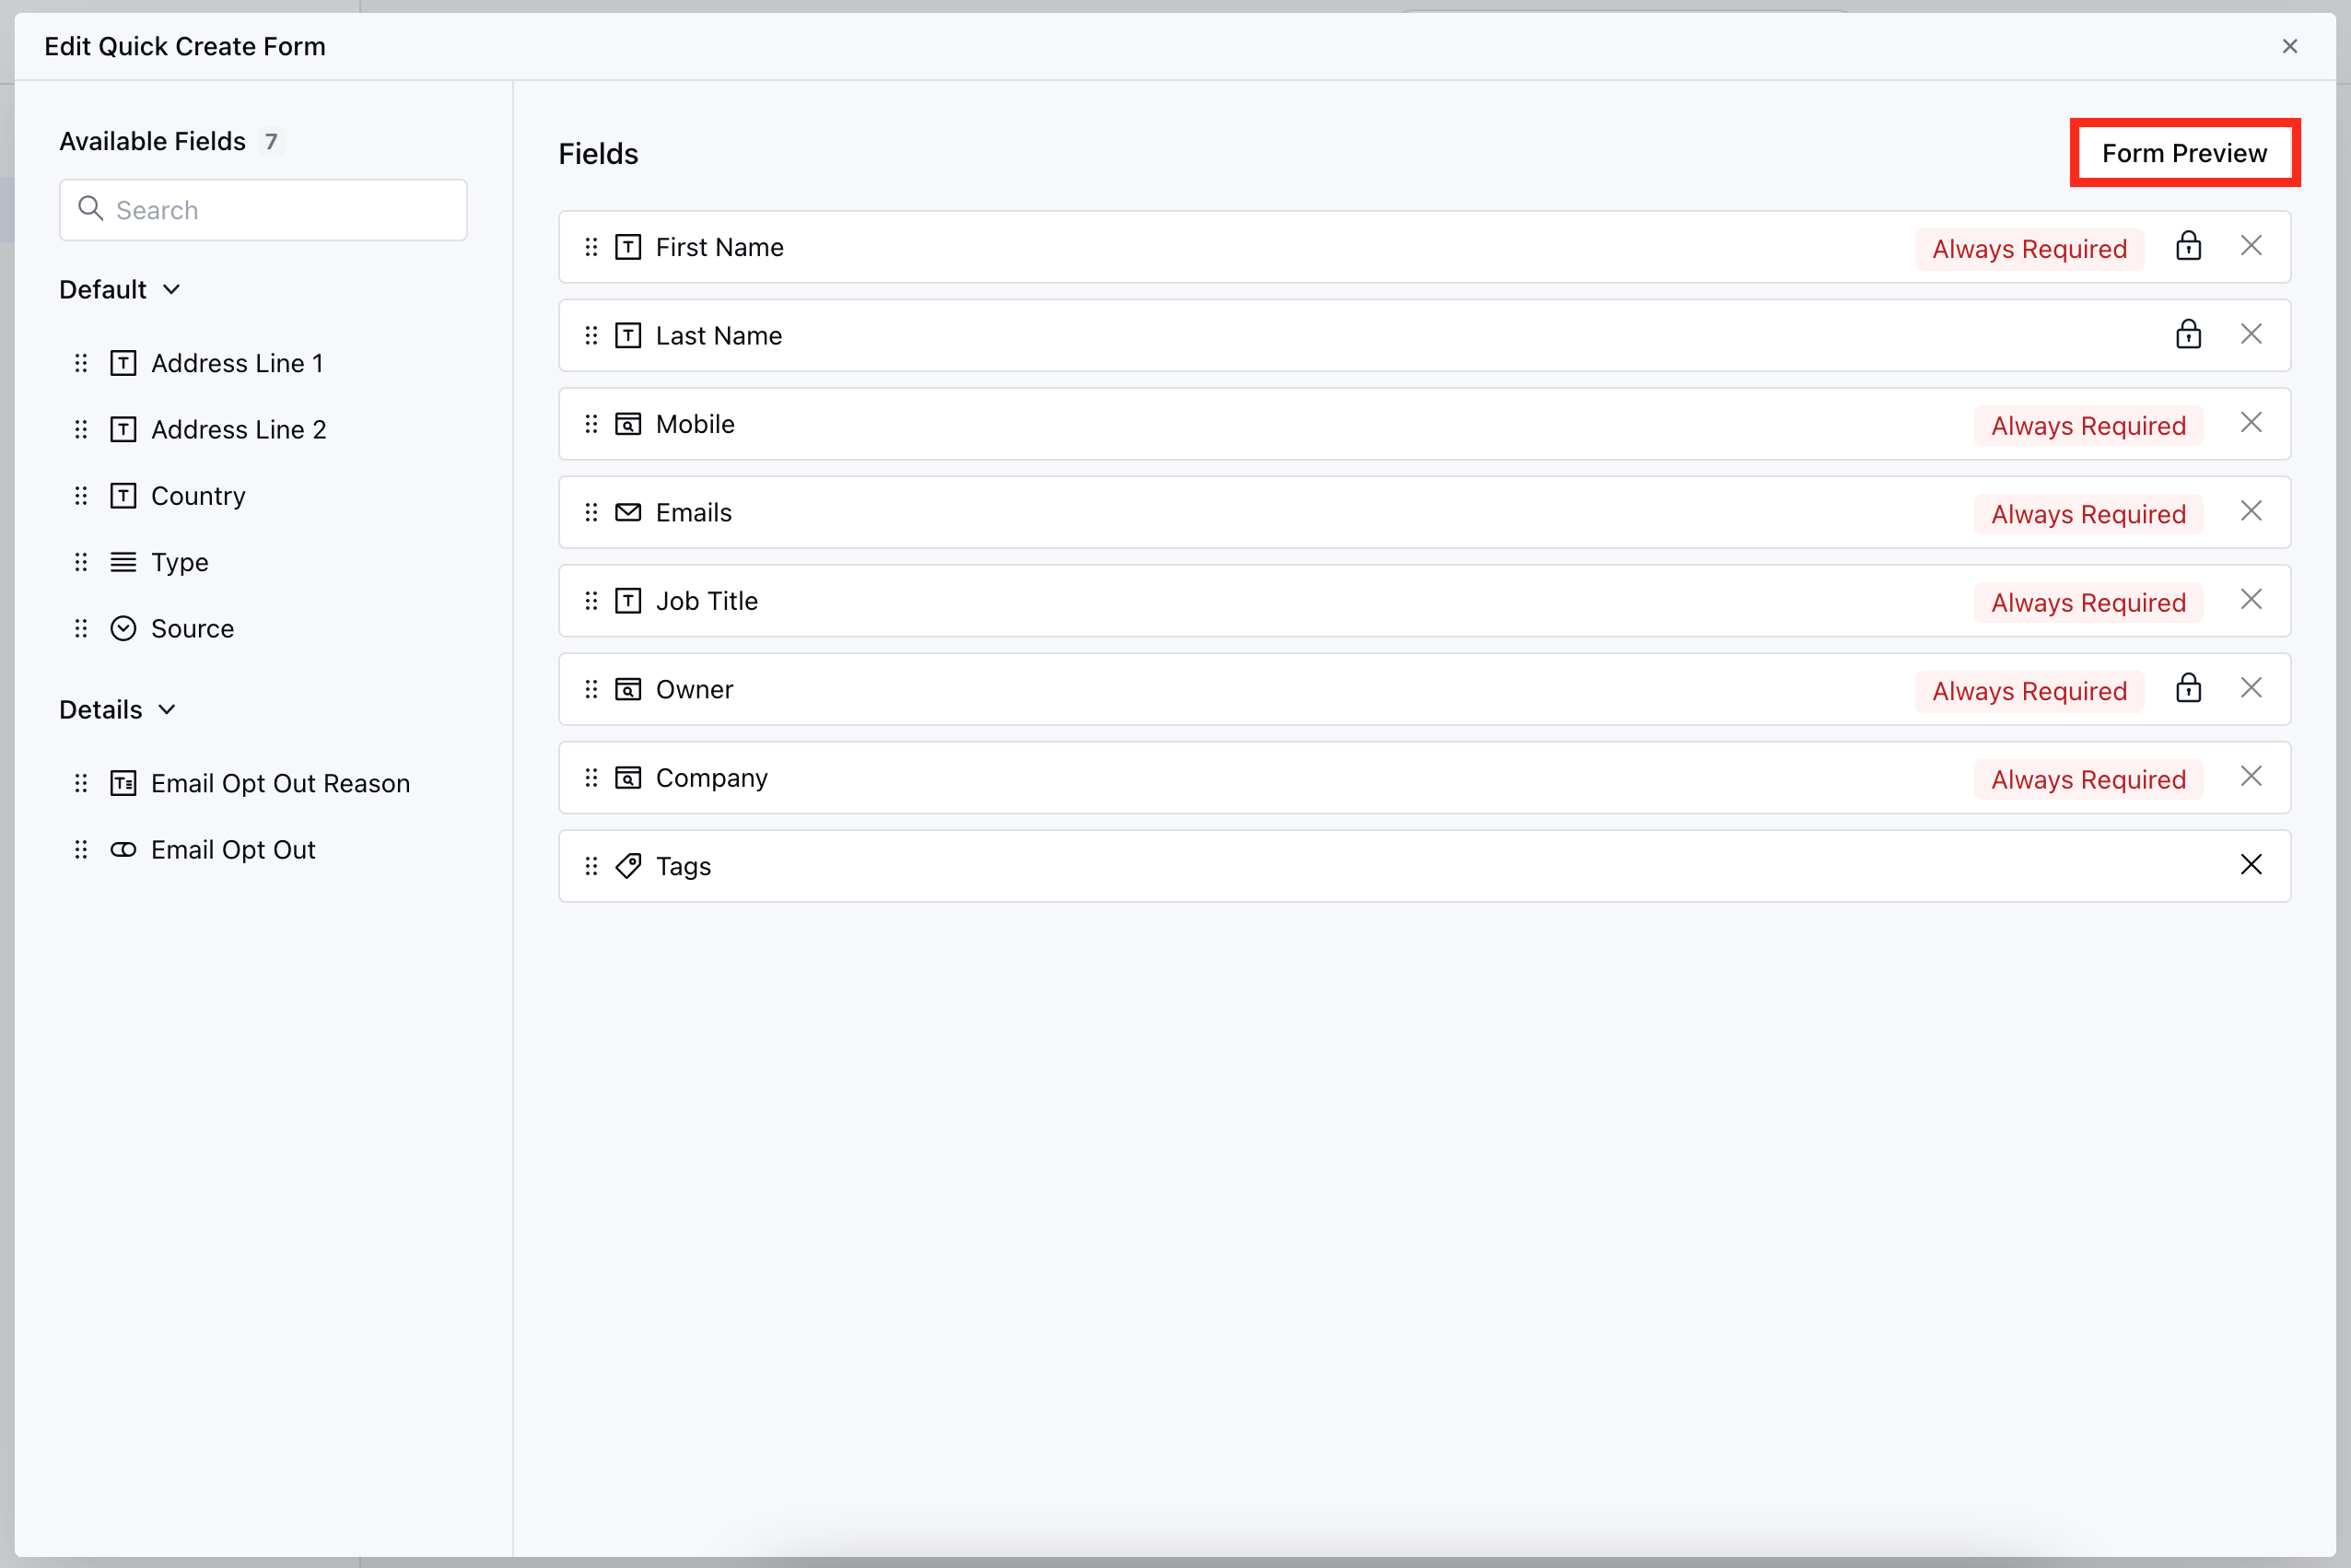 Edit Quick Create Form
Available Fields 7
Search
Default
Address Line 1
Address Line 2
Country
Type
Source
Details
Email Opt Out Reason
Email Opt Out
Fields
Form Preview
First Name Always Required
Last Name
Mobile Always Required
Emails Always Required
Job Title Always Required
Owner Always Required
Company Always Required
Tags